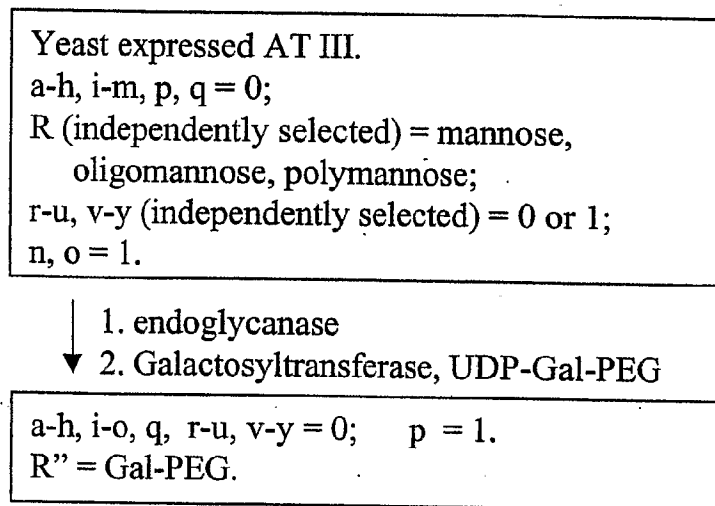 Yeast expressed AT III.
a-h, i-m, p, q = 0;
R (independently selected) = mannose,
oligomannose, polymannose;
r-u, v-y (independently selected) = 0 or 1;
n, o = 1.
1. endoglycanase
2. Galactosyltransferase, UDP-Gal-PEG
a-h, i-o, q, r-u, v-y = 0; p = 1.
R” = Gal-PEG.